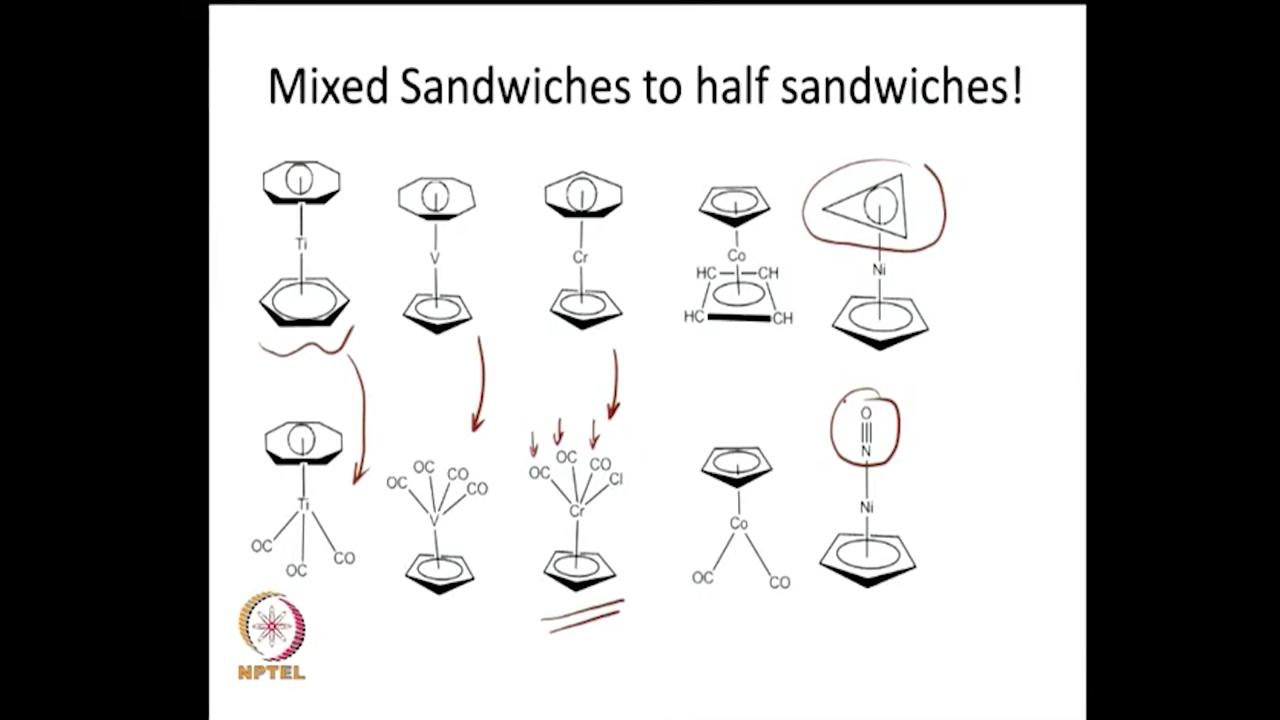 Mixed Sandwiches to half sandwiches!
Ti
V
Cr
Co
HC
CH
HC
CH
Ni
Ti
OC
OC
CO
OC
OC
CO
CO
V
OC
OC
CO
Cl
Cr
Co
OC
CO
O
N
Ni
NPTEL